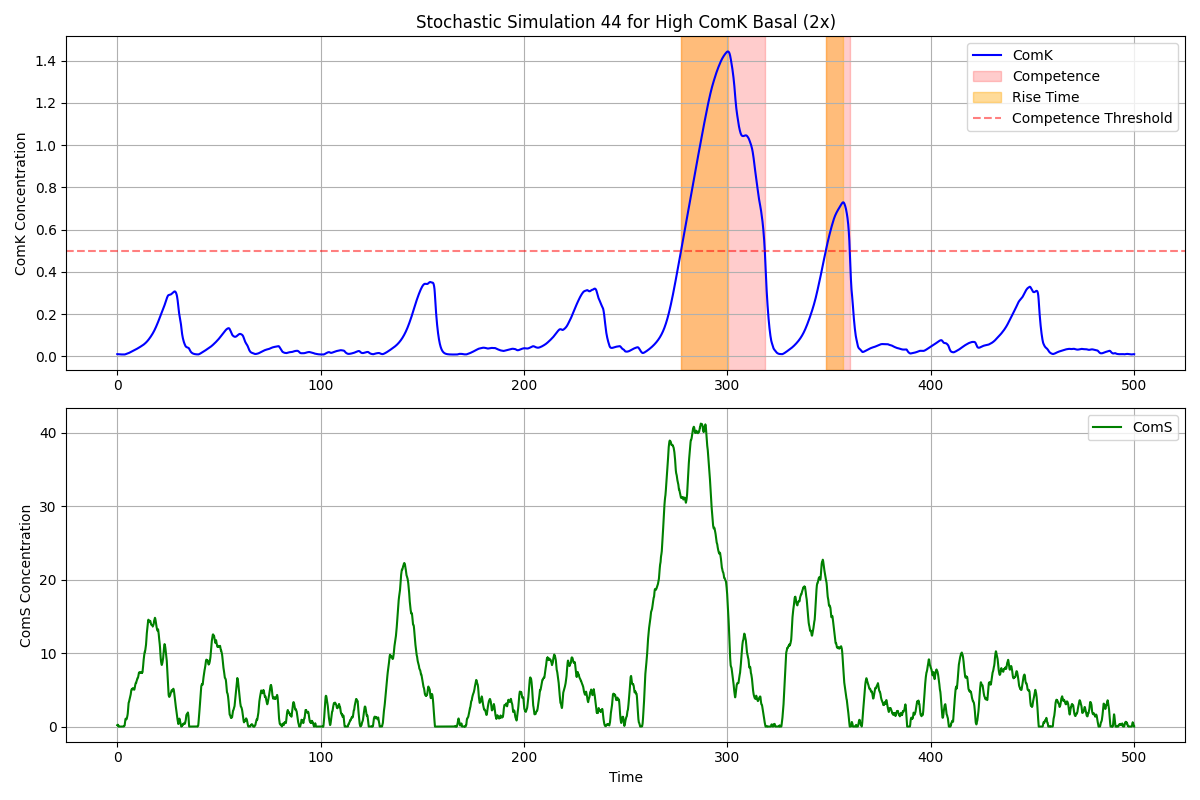 Stochastic Simulation 44 for High ComK Basal (2x)
ComK Concentration
1.4
1.2
1.0
0.8
0.6
0.4
0.2
0.0
ComK
Competence
Rise Time
Competence Threshold
0 100 200 300 400 500
ComS Concentration
40
30
20
10
0
ComS
0 100 200 300 400 500
Time